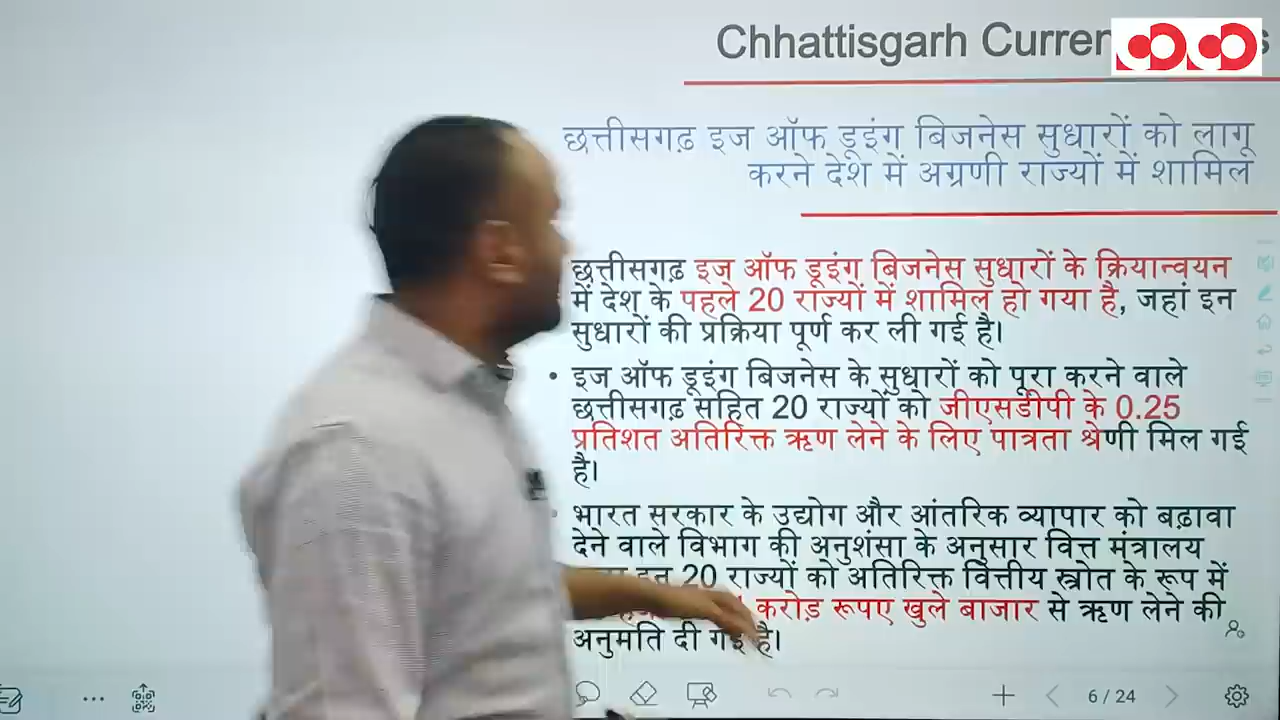 Chhattisgarh Curren
छत्तीसगढ़ इज ऑफ डूइंग बिजनेस सुधारों को लागू
करने देश में अग्रणी राज्यों में शामिल
छत्तीसगढ़ इज ऑफ डूइंग बिजनेस सुधारों के क्रियान्वयन
में देश के पहले 20 राज्यों में शामिल हो गया है, जहां इन
सुधारों की प्रक्रिया पूर्ण कर ली गई है।
• इज ऑफ डूइंग बिजनेस के सुधारों को पूरा करने वाले
छत्तीसगढ़ सहित 20 राज्यों को जीएसडीपी के 0.25
प्रतिशत अतिरिक्त ऋण लेने के लिए पात्रता श्रेणी मिल गई
है।
• भारत सरकार के उद्योग और आंतरिक व्यापार को बढ़ावा
देने वाले विभाग की अनुशंसा के अनुसार वित्त मंत्रालय
इन 20 राज्यों को अतिरिक्त वित्तीय स्त्रोत के रूप में
करोड़ रूपए खुले बाजार से ऋण लेने की
अनुमति दी गई है।
6 / 24